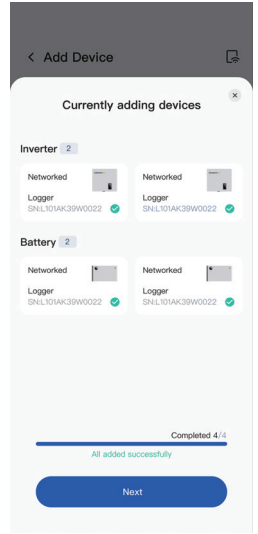 Add Device
Currently adding devices
Inverter 2
Networked
Logger
SN:L101AK39W0022
Networked
Logger
SN:L101AK39W0022
Battery 2
Networked
Logger
SN:L101AK39W0022
Networked
Logger
SN:L101AK39W0022
Completed 4/4
All added successfully
Next